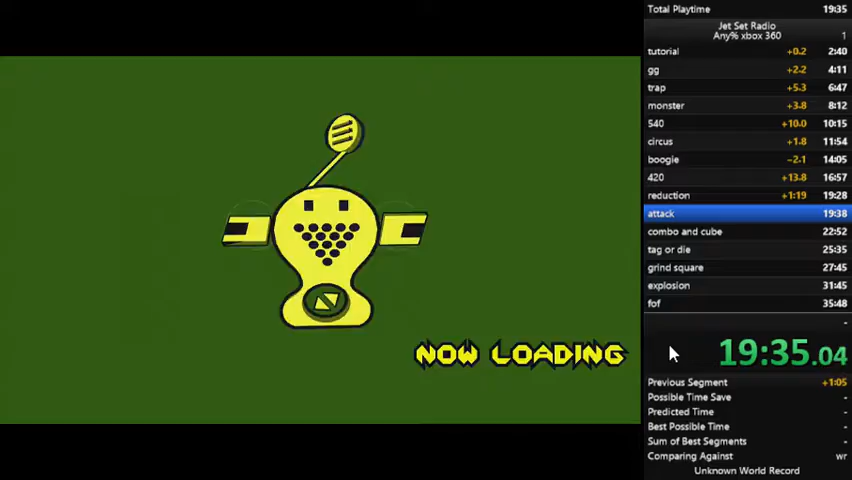 Total Playtime 19:35
Jet Set Radio
Any% xbox 360 1
tutorial +0.2 2:40
gg +2.2 4:11
trap +5.3 6:47
monster +3.8 8:12
540 +10.0 10:15
circus +1.8 11:54
boogie −2.1 14:05
420 +13.8 16:57
reduction +1:19 19:28
attack 19:38
combo and cube 22:52
tag or die 25:35
grind square 27:45
explosion 31:45
fof 35:48
-
NOW LOADING
19:35.04
Previous Segment +1:05
Possible Time Save -
Predicted Time -
Best Possible Time -
Sum of Best Segments -
Comparing Against wr
Unknown World Record